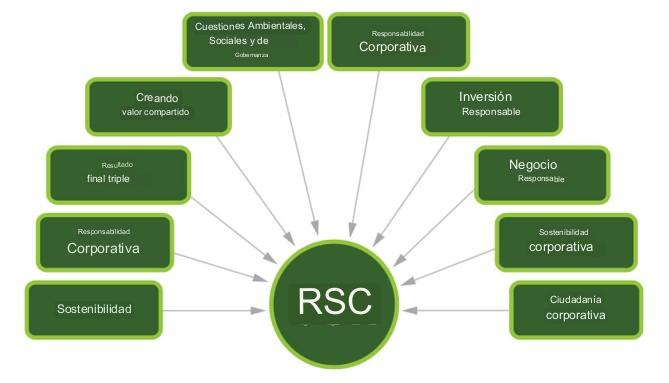 Cuestiones Ambientales,
Sociales y de
Gobernanza
Responsabilidad
Corporativa
Creando
valor compartido
Inversión
Responsable
Resultado
final triple
Negocio
Responsable
Responsabilidad
Corporativa
Sostenibilidad
corporativa
Sostenibilidad
RSC
Ciudadanía
corporativa